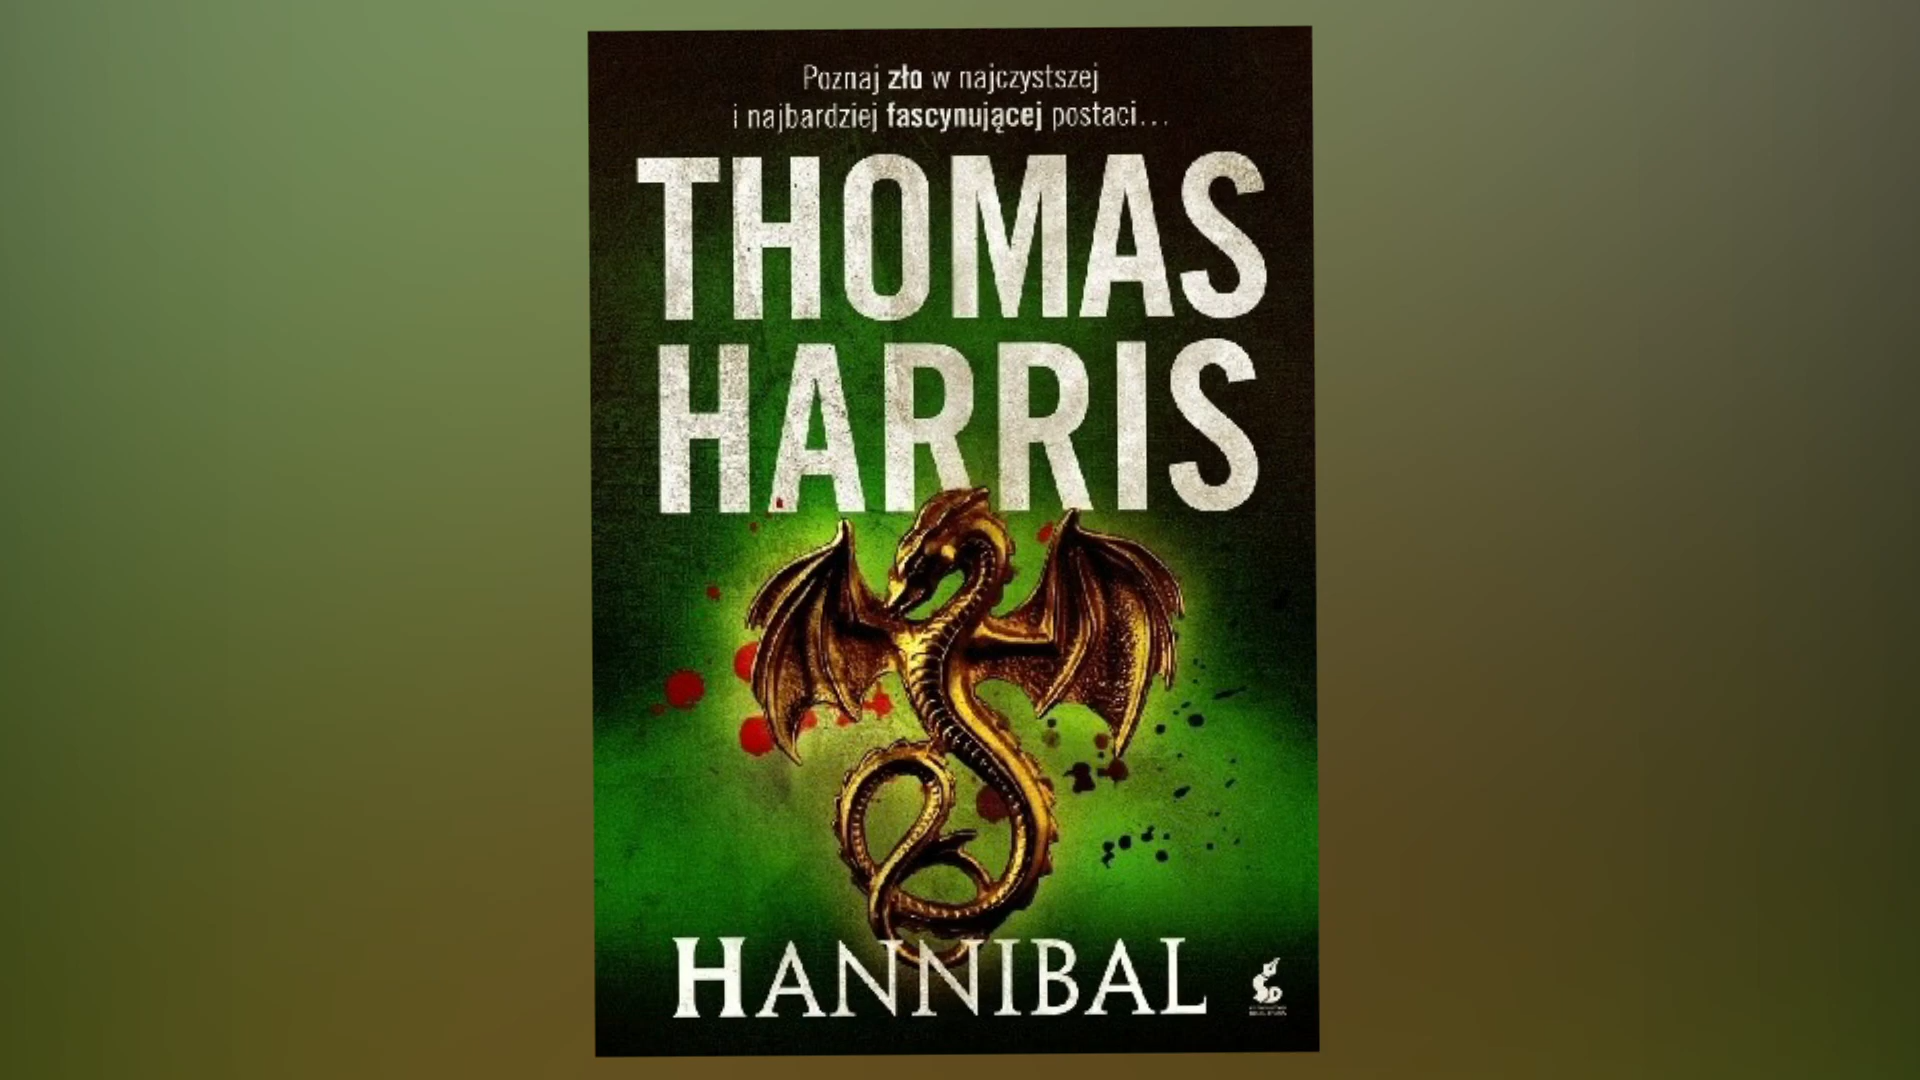 Poznaj zło w najczystszej
i najbardziej fascynującej postaci...
THOMAS
HARRIS
HANNIBAL